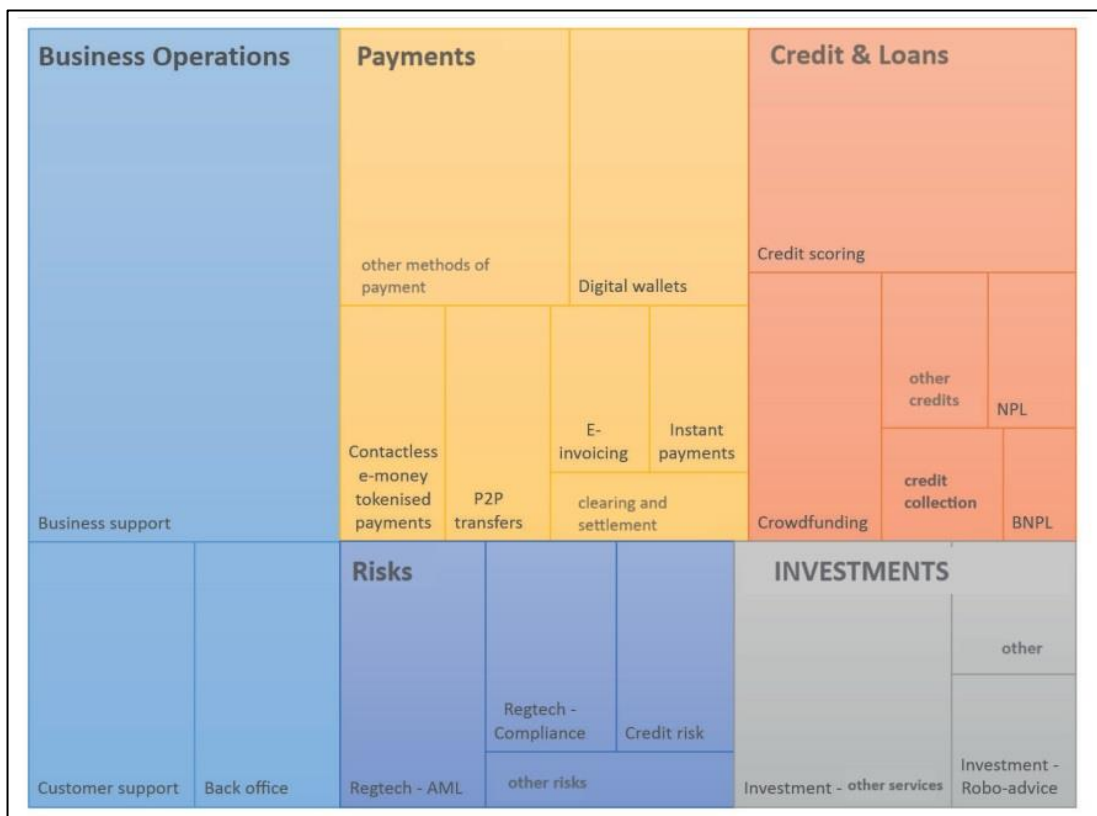 Business Operations
Business support
Customer support
Back office
Payments
other methods of
payment
Digital wallets
Contactless
e-money
tokenised
payments
P2P
transfers
E-
invoicing
Instant
payments
clearing and
settlement
Credit & Loans
Credit scoring
Crowdfunding
other
credits
NPL
credit
collection
BNPL
Risks
Regtech - AML
Regtech -
Compliance
Credit risk
other risks
INVESTMENTS
Investment - other services
other
Investment -
Robo-advice